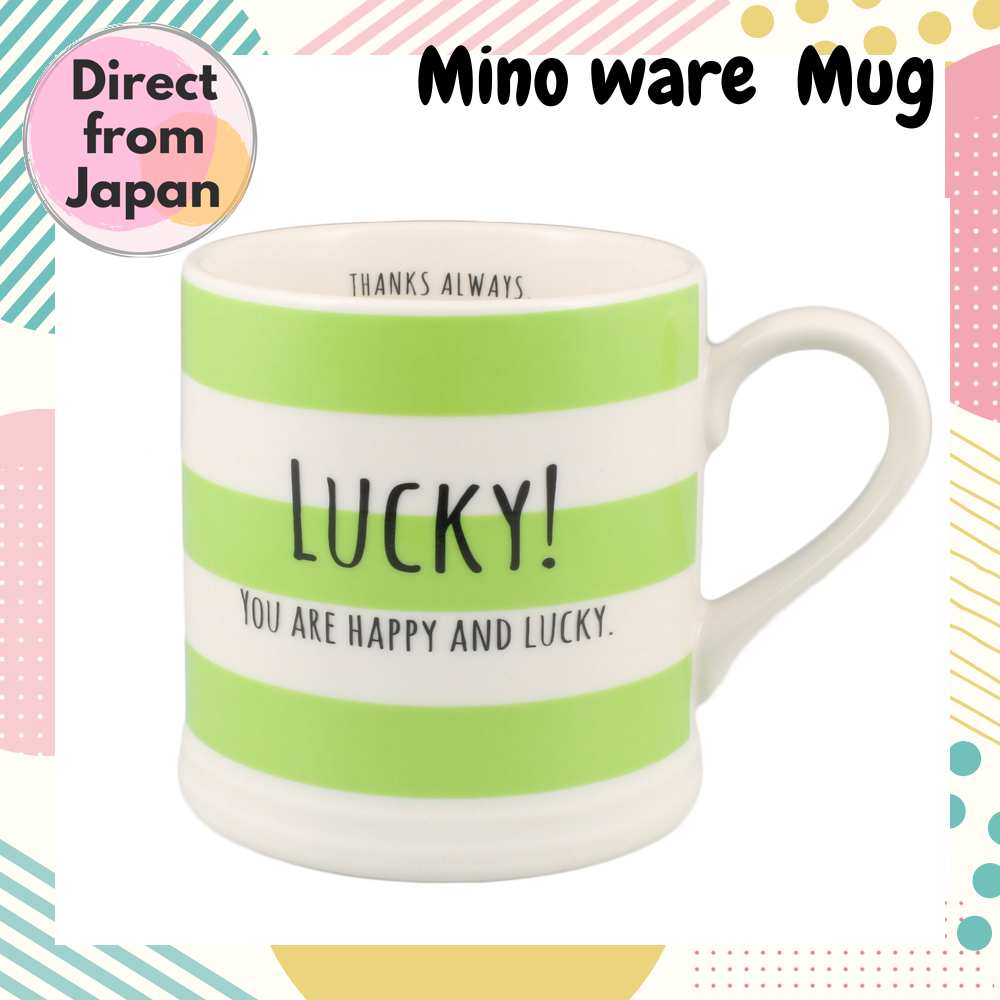 Direct
from
Japan
Mino ware Mug
THANKS ALWAYS.
LUCKY!
YOU ARE HAPPY AND LUCKY.